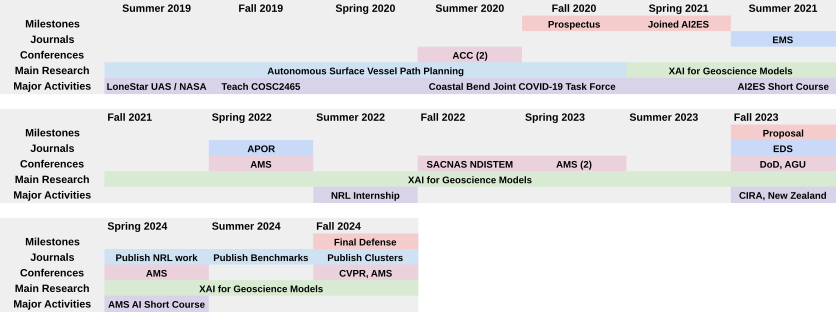 Summer 2019 Fall 2019 Spring 2020 Summer 2020 Fall 2020 Spring 2021 Summer 2021
Milestones Prospectus Joined AI2ES
Journals EMS
Conferences ACC (2)
Main Research Autonomous Surface Vessel Path Planning XAI for Geoscience Models
Major Activities LoneStar UAS / NASA Teach COSC2465 Coastal Bend Joint COVID-19 Task Force AI2ES Short Course
Fall 2021 Spring 2022 Summer 2022 Fall 2022 Spring 2023 Summer 2023 Fall 2023
Milestones Proposal
Journals APOR EDS
Conferences AMS SACNAS NDISTEM AMS (2) DoD, AGU
Main Research XAI for Geoscience Models
Major Activities NRL Internship CIRA, New Zealand
Spring 2024 Summer 2024 Fall 2024
Milestones Final Defense
Journals Publish NRL work Publish Benchmarks Publish Clusters
Conferences AMS CVPR, AMS
Main Research XAI for Geoscience Models
Major Activities AMS AI Short Course